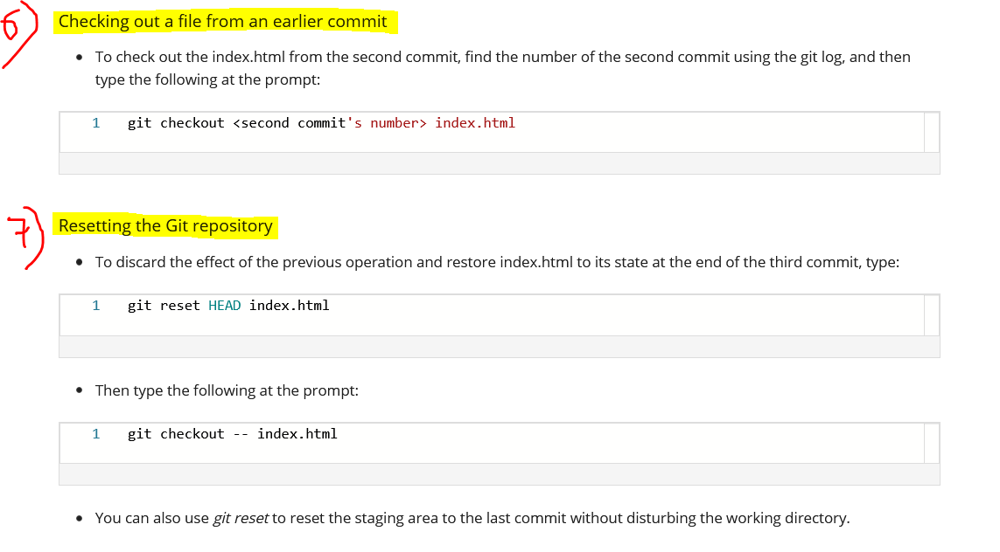 6)
Checking out a file from an earlier commit
• To check out the index.html from the second commit, find the number of the second commit using the git log, and then
type the following at the prompt:
1 git checkout <second commit's number> index.html
7)
Resetting the Git repository
• To discard the effect of the previous operation and restore index.html to its state at the end of the third commit, type:
1 git reset HEAD index.html
• Then type the following at the prompt:
1 git checkout -- index.html
• You can also use git reset to reset the staging area to the last commit without disturbing the working directory.